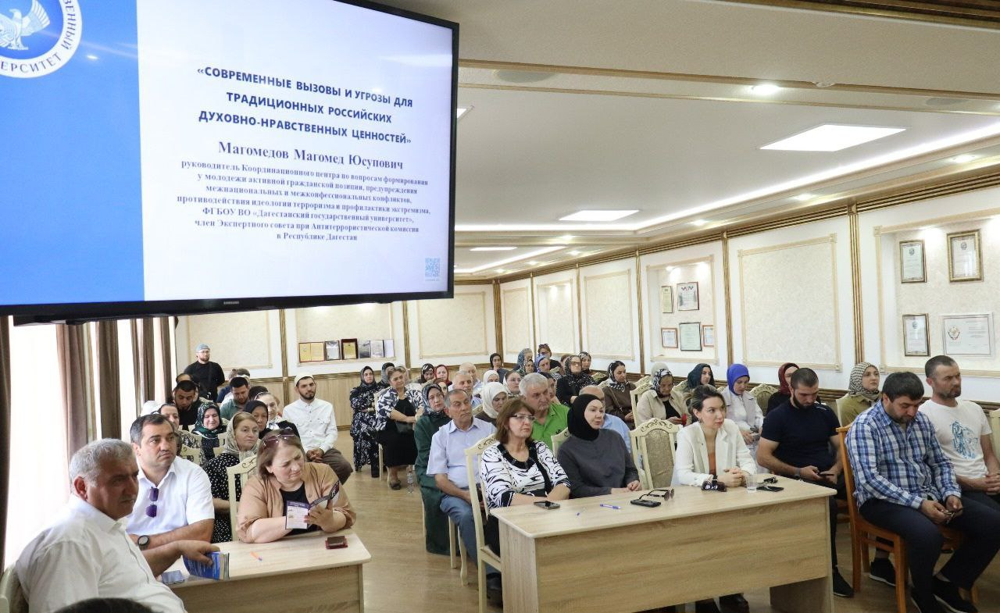 ВЕННЫЙ
ЕРСИТЕТ
«СОВРЕМЕННЫЕ ВЫЗОВЫ И УГРОЗЫ ДЛЯ
ТРАДИЦИОННЫХ РОССИЙСКИХ
ДУХОВНО-НРАВСТВЕННЫХ ЦЕННОСТЕЙ»
Магомедов Магомед Юсупович
руководитель Координационного центра по вопросам формирования
у молодежи активной гражданской позиции, предупреждения
межнациональных и межконфессиональных конфликтов,
противодействия идеологии терроризма и профилактики экстремизма,
ФГБОУ ВО «Дагестанский государственный университет»,
член Экспертного совета при Антитеррористической комиссии
в Республике Дагестан
SAMSUNG